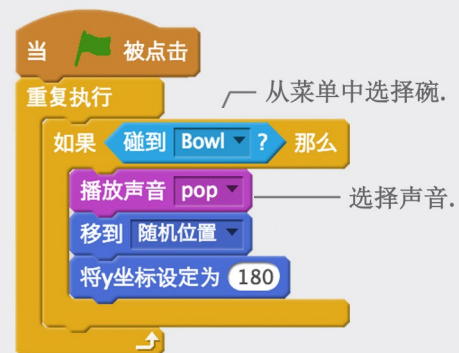 当 被点击
重复执行
从菜单中选择碗.
如果 碰到 Bowl ? 那么
播放声音 pop
选择声音.
移到 随机位置
将y坐标设定为 180